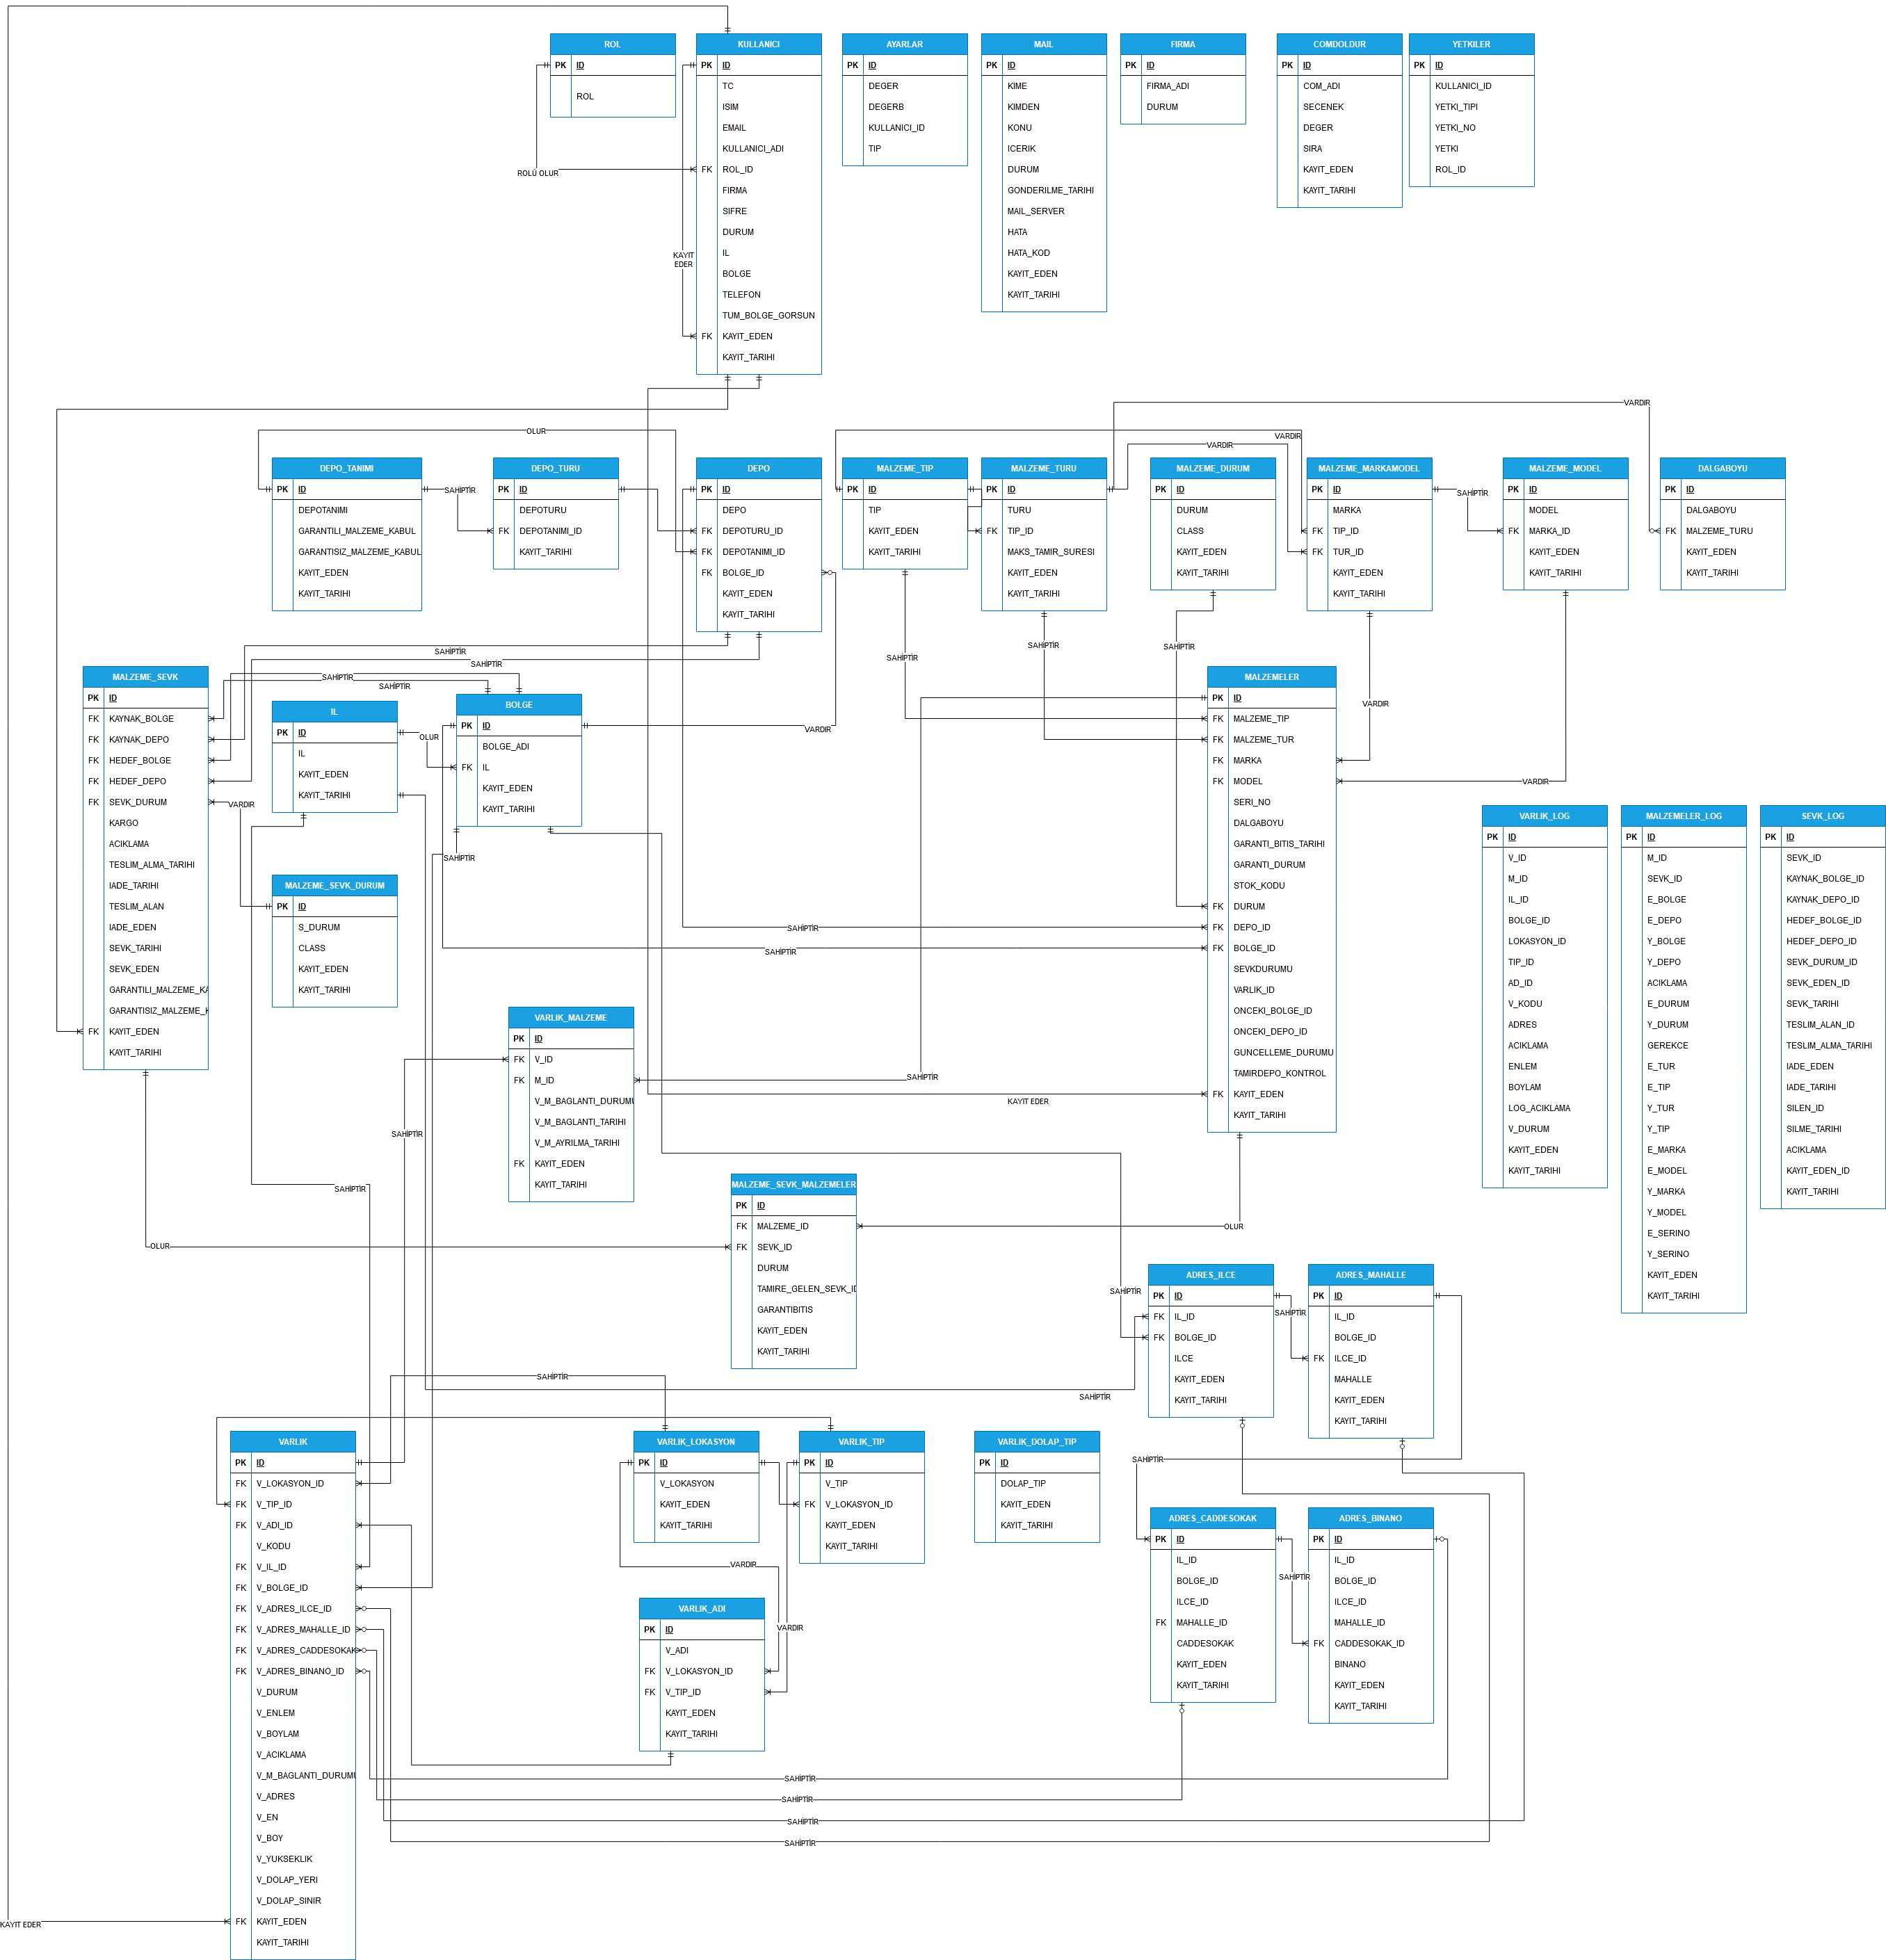 ROL
PK ID
ROL
KULLANICI
PK ID
TC
ISIM
EMAIL
KULLANICI_ADI
FK ROL_ID
FIRMA
SIFRE
DURUM
IL
BOLGE
TELEFON
TUM_BOLGE_GORSUN
FK KAYIT_EDEN
KAYIT_TARIHI
AYARLAR
PK ID
DEGER
DEGERB
KULLANICI_ID
TIP
MAIL
PK ID
KIME
KIMDEN
KONU
ICERIK
DURUM
GONDERILME_TARIHI
MAIL_SERVER
HATA
HATA_KOD
KAYIT_EDEN
KAYIT_TARIHI
FIRMA
PK ID
FIRMA_ADI
DURUM
COMDOLDUR
PK ID
COM_ADI
SECENEK
DEGER
SIRA
KAYIT_EDEN
KAYIT_TARIHI
YETKILER
PK ID
KULLANICI_ID
YETKI_TIPI
YETKI_NO
YETKI
ROL_ID
ROLÜ OLUR
KAYIT
EDER
VARDIR
OLUR
VARDIR
VARDIR
DEPO_TANIMI
PK ID
DEPOTANIMI
GARANTILI_MALZEME_KABUL
GARANTISIZ_MALZEME_KABUL
KAYIT_EDEN
KAYIT_TARIHI
SAHİPTİR
DEPO_TURU
PK ID
DEPOTURU
FK DEPOTANIMI_ID
KAYIT_TARIHI
DEPO
PK ID
DEPO
FK DEPOTURU_ID
FK DEPOTANIMI_ID
FK BOLGE_ID
KAYIT_EDEN
KAYIT_TARIHI
MALZEME_TIP
PK ID
TIP
KAYIT_EDEN
KAYIT_TARIHI
MALZEME_TURU
PK ID
TURU
FK TIP_ID
MAKS_TAMIR_SURESI
KAYIT_EDEN
KAYIT_TARIHI
MALZEME_DURUM
PK ID
DURUM
CLASS
KAYIT_EDEN
KAYIT_TARIHI
MALZEME_MARKAMODEL
PK ID
MARKA
FK TIP_ID
FK TUR_ID
KAYIT_EDEN
KAYIT_TARIHI
SAHİPTİR
MALZEME_MODEL
PK ID
MODEL
FK MARKA_ID
KAYIT_EDEN
KAYIT_TARIHI
DALGABOYU
PK ID
DALGABOYU
FK MALZEME_TURU
KAYIT_EDEN
KAYIT_TARIHI
SAHİPTİR
SAHİPTİR
SAHİPTİR
SAHİPTİR
SAHİPTİR
SAHİPTİR
SAHİPTİR
MALZEME_SEVK
PK ID
FK KAYNAK_BOLGE
FK KAYNAK_DEPO
FK HEDEF_BOLGE
FK HEDEF_DEPO
FK SEVK_DURUM
KARGO
ACIKLAMA
TESLIM_ALMA_TARIHI
IADE_TARIHI
TESLIM_ALAN
IADE_EDEN
SEVK_TARIHI
SEVK_EDEN
GARANTILI_MALZEME_KA
GARANTISIZ_MALZEME_K
FK KAYIT_EDEN
KAYIT_TARIHI
IL
PK ID
IL
KAYIT_EDEN
KAYIT_TARIHI
OLUR
VARDIR
BOLGE
PK ID
BOLGE_ADI
FK IL
KAYIT_EDEN
KAYIT_TARIHI
VARDIR
SAHİPTİR
MALZEME_SEVK_DURUM
PK ID
S_DURUM
CLASS
KAYIT_EDEN
KAYIT_TARIHI
MALZEMELER
PK ID
FK MALZEME_TIP
FK MALZEME_TUR
FK MARKA
FK MODEL
SERI_NO
DALGABOYU
GARANTI_BITIS_TARIHI
GARANTI_DURUM
STOK_KODU
FK DURUM
FK DEPO_ID
FK BOLGE_ID
SEVKDURUMU
VARLIK_ID
ONCEKI_BOLGE_ID
ONCEKI_DEPO_ID
GUNCELLEME_DURUMU
TAMIRDEPO_KONTROL
FK KAYIT_EDEN
KAYIT_TARIHI
VARDIR
VARDIR
SAHİPTİR
SAHİPTİR
SAHİPTİR
KAYIT EDER
VARLIK_LOG
PK ID
V_ID
M_ID
IL_ID
BOLGE_ID
LOKASYON_ID
TIP_ID
AD_ID
V_KODU
ADRES
ACIKLAMA
ENLEM
BOYLAM
LOG_ACIKLAMA
V_DURUM
KAYIT_EDEN
KAYIT_TARIHI
MALZEMELER_LOG
PK ID
M_ID
SEVK_ID
E_BOLGE
E_DEPO
Y_BOLGE
Y_DEPO
ACIKLAMA
E_DURUM
Y_DURUM
GEREKCE
E_TUR
E_TIP
Y_TUR
Y_TIP
E_MARKA
E_MODEL
Y_MARKA
Y_MODEL
E_SERINO
Y_SERINO
KAYIT_EDEN
KAYIT_TARIHI
SEVK_LOG
PK ID
SEVK_ID
KAYNAK_BOLGE_ID
KAYNAK_DEPO_ID
HEDEF_BOLGE_ID
HEDEF_DEPO_ID
SEVK_DURUM_ID
SEVK_EDEN_ID
SEVK_TARIHI
TESLIM_ALAN_ID
TESLIM_ALMA_TARIHI
IADE_EDEN
IADE_TARIHI
SILEN_ID
SILME_TARIHI
ACIKLAMA
KAYIT_EDEN_ID
KAYIT_TARIHI
VARLIK_MALZEME
PK ID
FK V_ID
FK M_ID
V_M_BAGLANTI_DURUMU
V_M_BAGLANTI_TARIHI
V_M_AYRILMA_TARIHI
FK KAYIT_EDEN
KAYIT_TARIHI
SAHİPTİR
SAHİPTİR
OLUR
MALZEME_SEVK_MALZEMELER
PK ID
FK MALZEME_ID
FK SEVK_ID
DURUM
TAMIRE_GELEN_SEVK_ID
GARANTIBITIS
KAYIT_EDEN
KAYIT_TARIHI
OLUR
SAHİPTİR
ADRES_ILCE
PK ID
FK IL_ID
FK BOLGE_ID
ILCE
KAYIT_EDEN
KAYIT_TARIHI
SAHİPTİR
ADRES_MAHALLE
PK ID
IL_ID
BOLGE_ID
FK ILCE_ID
MAHALLE
KAYIT_EDEN
KAYIT_TARIHI
SAHİPTİR
SAHİPTİR
VARLIK
PK ID
FK V_LOKASYON_ID
FK V_TIP_ID
FK V_ADI_ID
V_KODU
FK V_IL_ID
FK V_BOLGE_ID
FK V_ADRES_ILCE_ID
FK V_ADRES_MAHALLE_ID
FK V_ADRES_CADDESOKAK
FK V_ADRES_BINANO_ID
V_DURUM
V_ENLEM
V_BOYLAM
V_ACIKLAMA
V_M_BAGLANTI_DURUMU
V_ADRES
V_EN
V_BOY
V_YUKSEKLIK
V_DOLAP_YERI
V_DOLAP_SINIR
FK KAYIT_EDEN
KAYIT_TARIHI
VARLIK_LOKASYON
PK ID
V_LOKASYON
KAYIT_EDEN
KAYIT_TARIHI
VARLIK_TIP
PK ID
V_TIP
FK V_LOKASYON_ID
KAYIT_EDEN
KAYIT_TARIHI
VARLIK_DOLAP_TIP
PK ID
DOLAP_TIP
KAYIT_EDEN
KAYIT_TARIHI
SAHİPTİR
VARDIR
VARDIR
VARLIK_ADI
PK ID
V_ADI
FK V_LOKASYON_ID
FK V_TIP_ID
KAYIT_EDEN
KAYIT_TARIHI
ADRES_CADDESOKAK
PK ID
IL_ID
BOLGE_ID
ILCE_ID
FK MAHALLE_ID
CADDESOKAK
KAYIT_EDEN
KAYIT_TARIHI
SAHİPTİR
ADRES_BINANO
PK ID
IL_ID
BOLGE_ID
ILCE_ID
MAHALLE_ID
FK CADDESOKAK_ID
BINANO
KAYIT_EDEN
KAYIT_TARIHI
SAHİPTİR
SAHİPTİR
SAHİPTİR
SAHİPTİR
KAYIT EDER